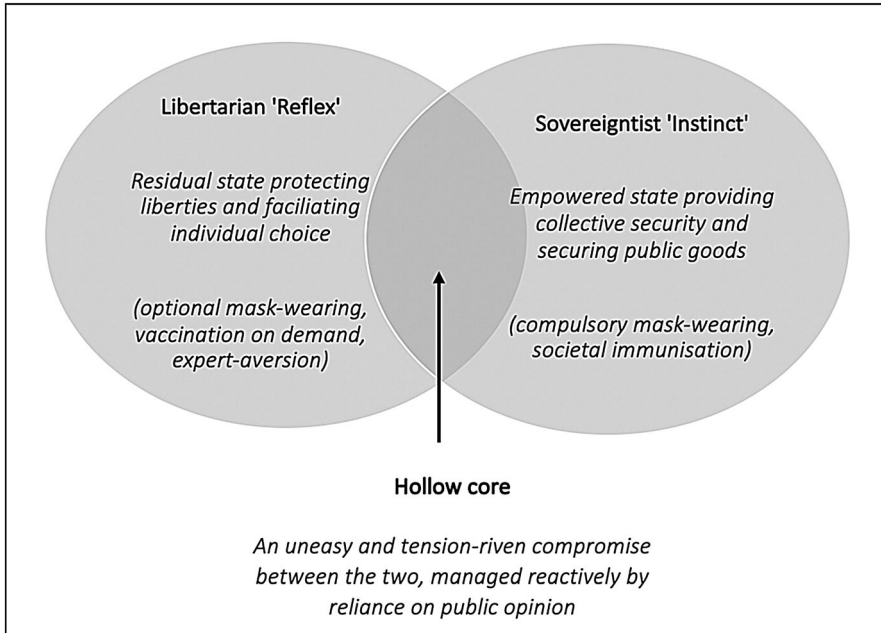 Libertarian 'Reflex'
Residual state protecting
liberties and faciliating
individual choice
(optional mask-wearing,
vaccination on demand,
expert-aversion)
Sovereigntist 'Instinct'
Empowered state providing
collective security and
securing public goods
(compulsory mask-wearing,
societal immunisation)
Hollow core
An uneasy and tension-riven compromise
between the two, managed reactively by
reliance on public opinion